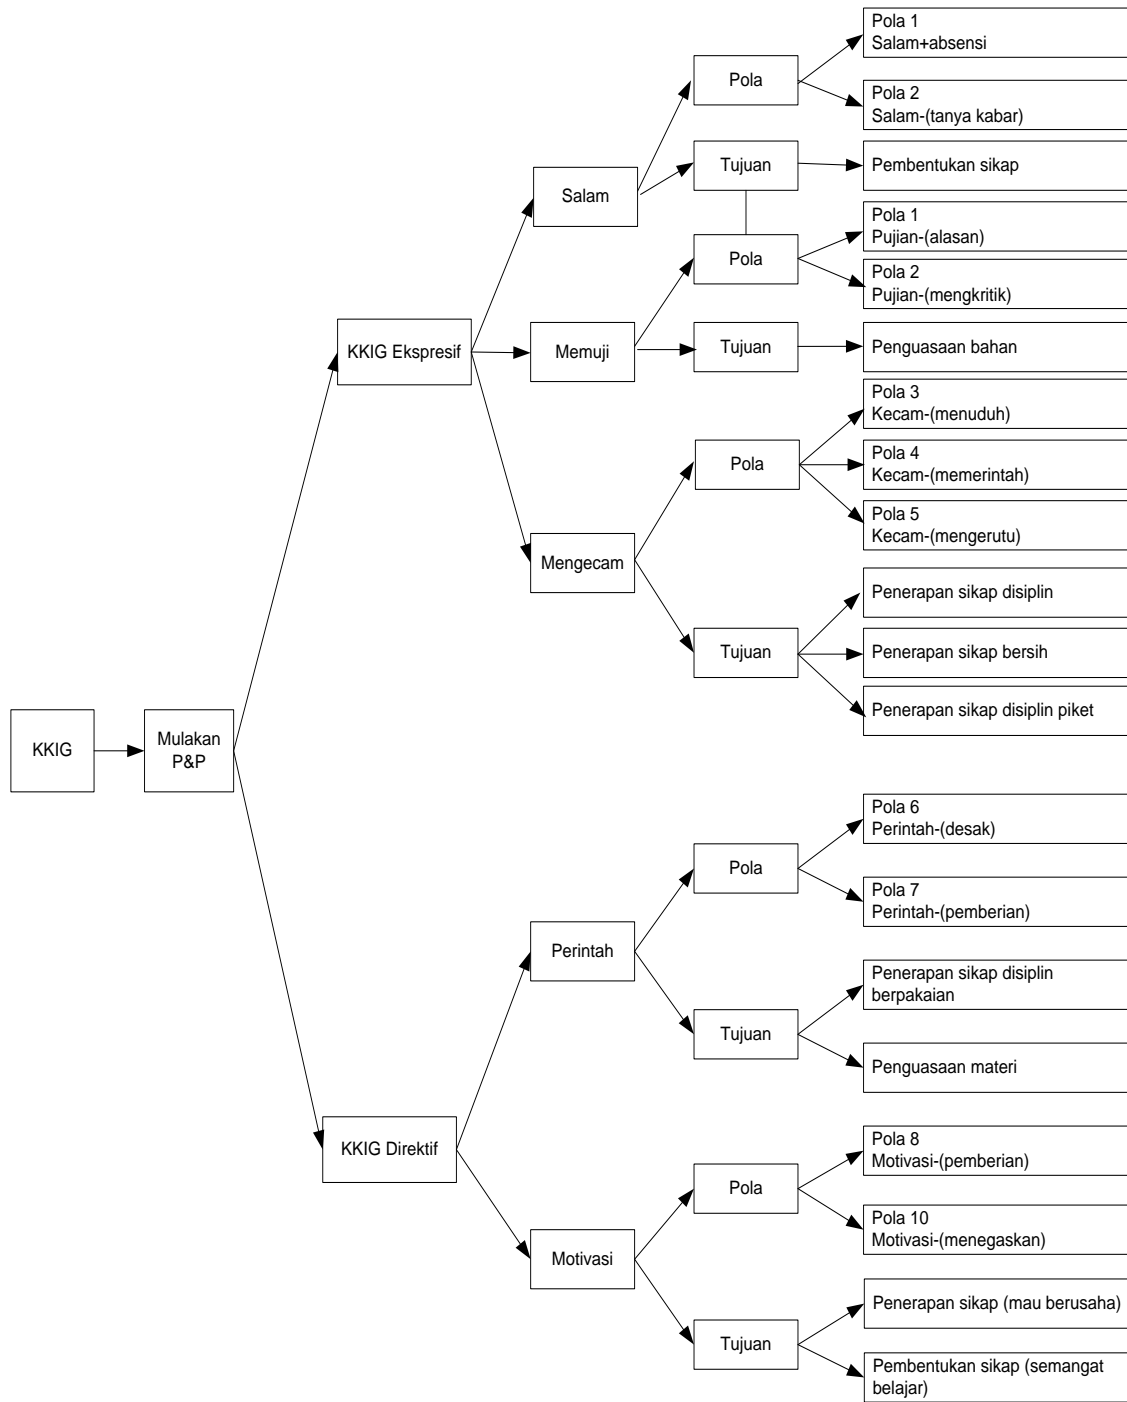 Pola 1
Salam+absensi
Pola
Pola 2
Salam-(tanya kabar)
Tujuan
Pembentukan sikap
Salam
Pola 1
Pujian-(alasan)
Pola
Pola 2
Pujian-(mengkritik)
KKIG Ekspresif
Memuji
Tujuan
Penguasaan bahan
Pola 3
Kecam-(menuduh)
Pola
Pola 4
Kecam-(memerintah)
Pola 5
Kecam-(mengerutu)
Mengecam
Penerapan sikap disiplin
Tujuan
Penerapan sikap bersih
Penerapan sikap disiplin piket
KKIG
Mulakan
P&P
Pola 6
Perintah-(desak)
Pola
Pola 7
Perintah-(pemberian)
Perintah
Penerapan sikap disiplin
berpakaian
Tujuan
Penguasaan materi
KKIG Direktif
Pola 8
Motivasi-(pemberian)
Pola
Pola 10
Motivasi-(menegaskan)
Motivasi
Penerapan sikap (mau berusaha)
Tujuan
Pembentukan sikap (semangat
belajar)